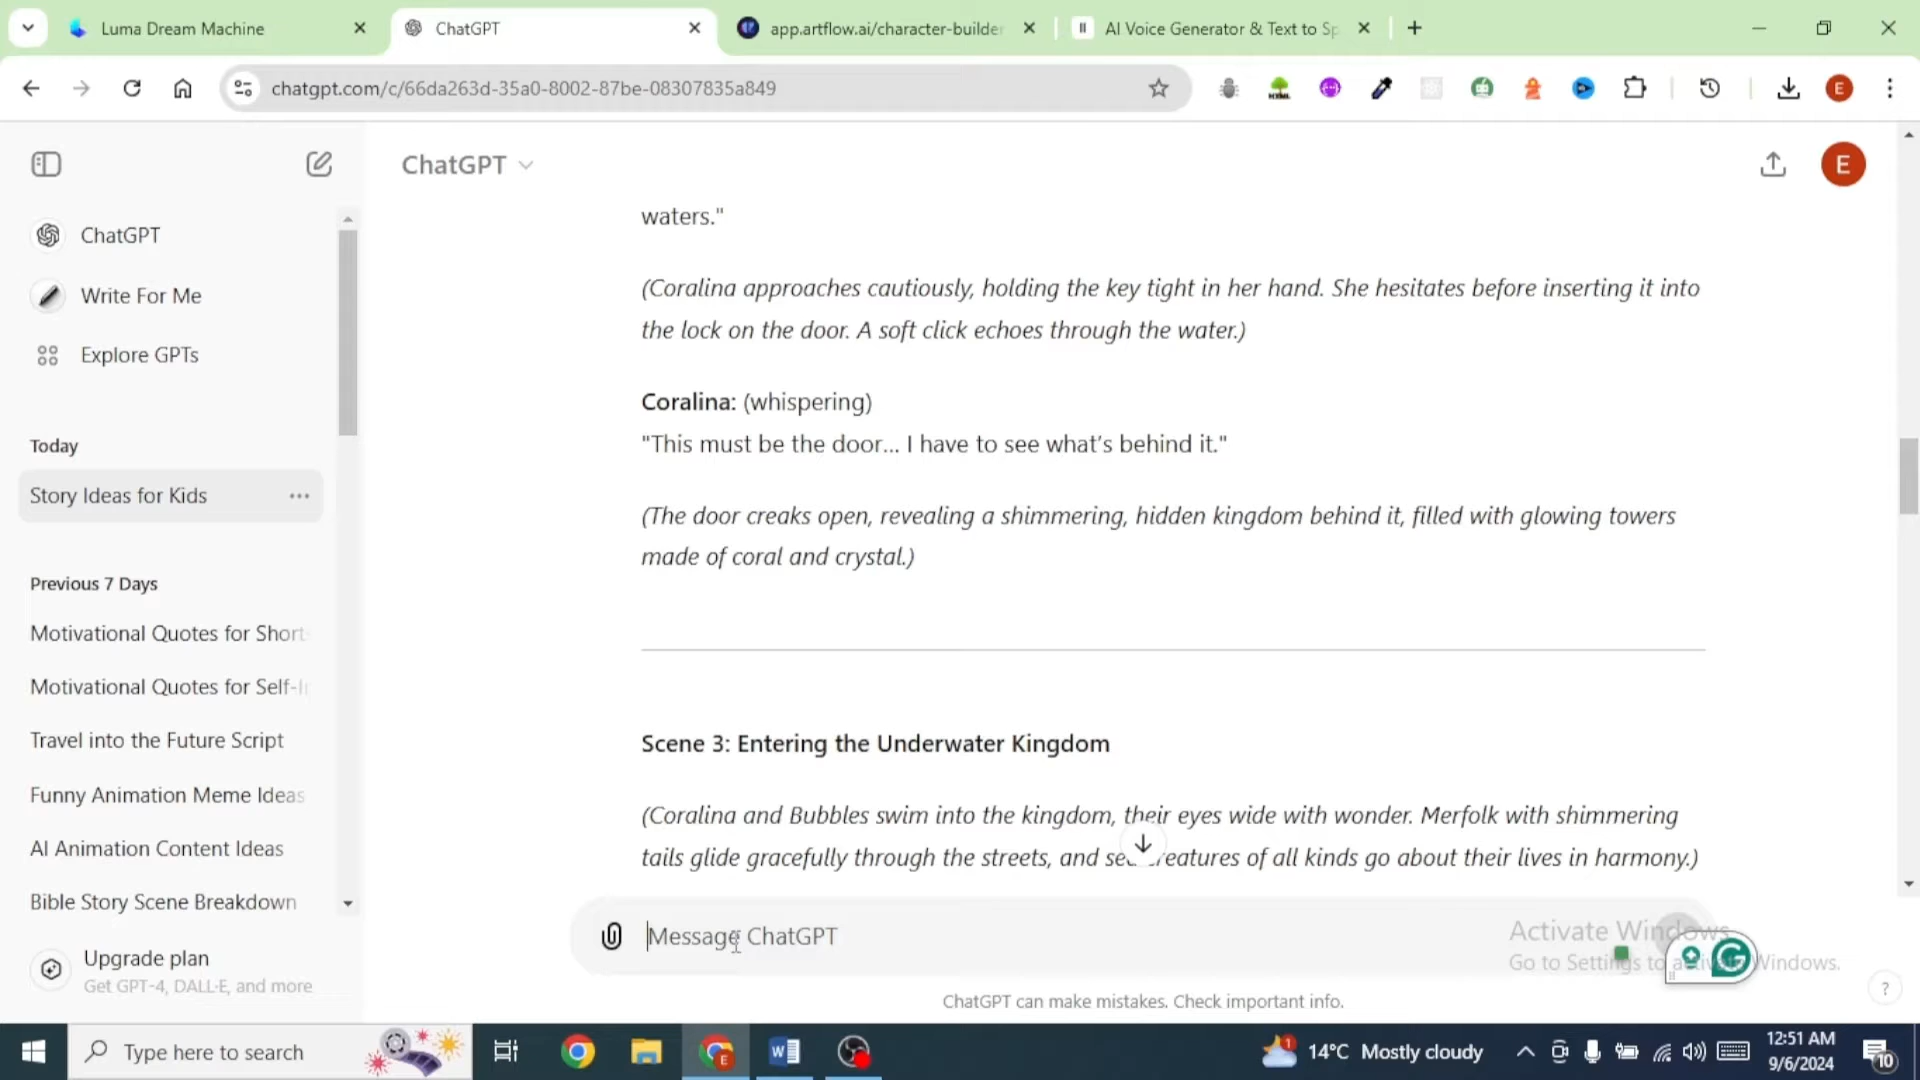 Luma Dream Machine
ChatGPT
app.artflow.ai/character-builder
AI Voice Generator & Text to Sp
chatgpt.com/c/66da263d-35a0-8002-87be-08307835a849
HTML
E
ChatGPT
E
ChatGPT
Write For Me
Explore GPTs
Today
Story Ideas for Kids
Previous 7 Days
Motivational Quotes for Short
Motivational Quotes for Self-I
Travel into the Future Script
Funny Animation Meme Ideas
AI Animation Content Ideas
Bible Story Scene Breakdown
Upgrade plan
Get GPT-4, DALL·E, and more
waters."
(Coralina approaches cautiously, holding the key tight in her hand. She hesitates before inserting it into
the lock on the door. A soft click echoes through the water.)
Coralina: (whispering)
"This must be the door... I have to see what's behind it."
(The door creaks open, revealing a shimmering, hidden kingdom behind it, filled with glowing towers
made of coral and crystal.)
Scene 3: Entering the Underwater Kingdom
(Coralina and Bubbles swim into the kingdom, their eyes wide with wonder. Merfolk with shimmering
tails glide gracefully through the streets, and creatures of all kinds go about their lives in harmony.)
Message ChatGPT
Activate Windows
Go to Settings to activate Windows.
ChatGPT can make mistakes. Check important info.
?
Type here to search
14°C Mostly cloudy
12:51 AM
9/6/2024
10